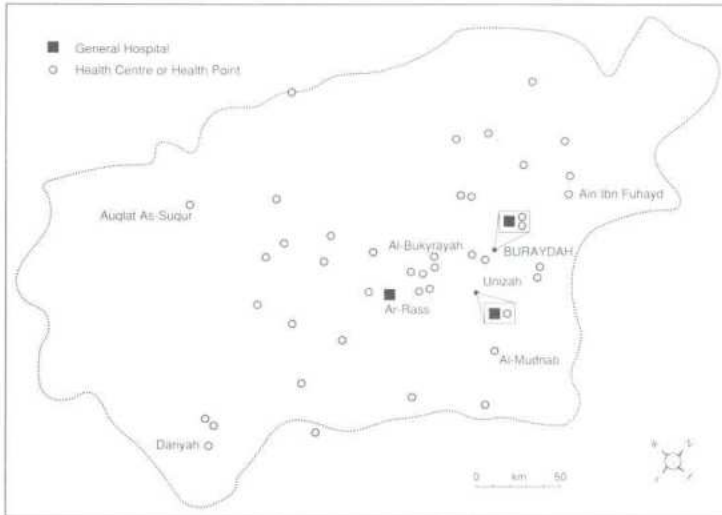 General Hospital
Health Centre or Health Point
Ain Ibn Fuhayd
Auqlat As-Suqur
Al-Bukyrayah
BURAYDAH
Unizah
Ar-Rass
Al-Mudnab
Dariyah
0 km 50